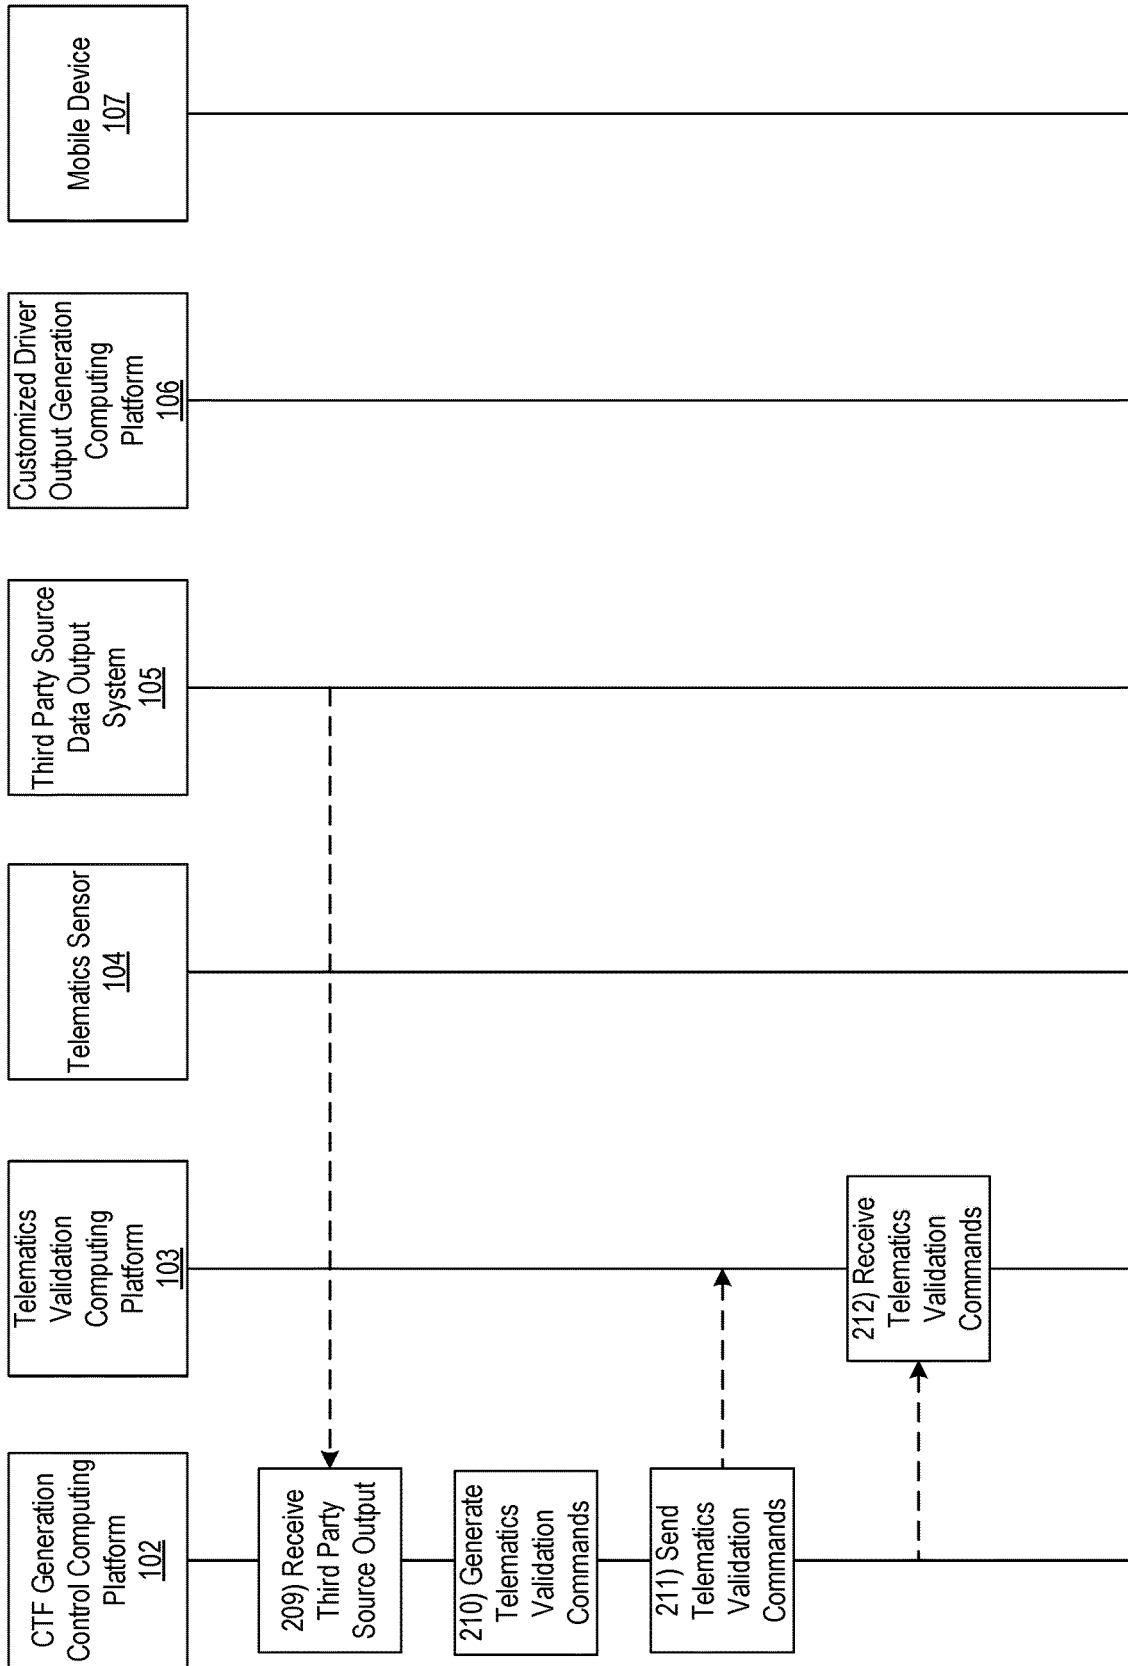 CTF Generation
Control Computing
Platform
102
Telematics
Validation
Computing
Platform
103
Telematics Sensor
104
Third Party Source
Data Output
System
105
Customized Driver
Output Generation
Computing
Platform
106
Mobile Device
107
209) Receive
Third Party
Source Output
210) Generate
Telematics
Validation
Commands
211) Send
Telematics
Validation
Commands
212) Receive
Telematics
Validation
Commands